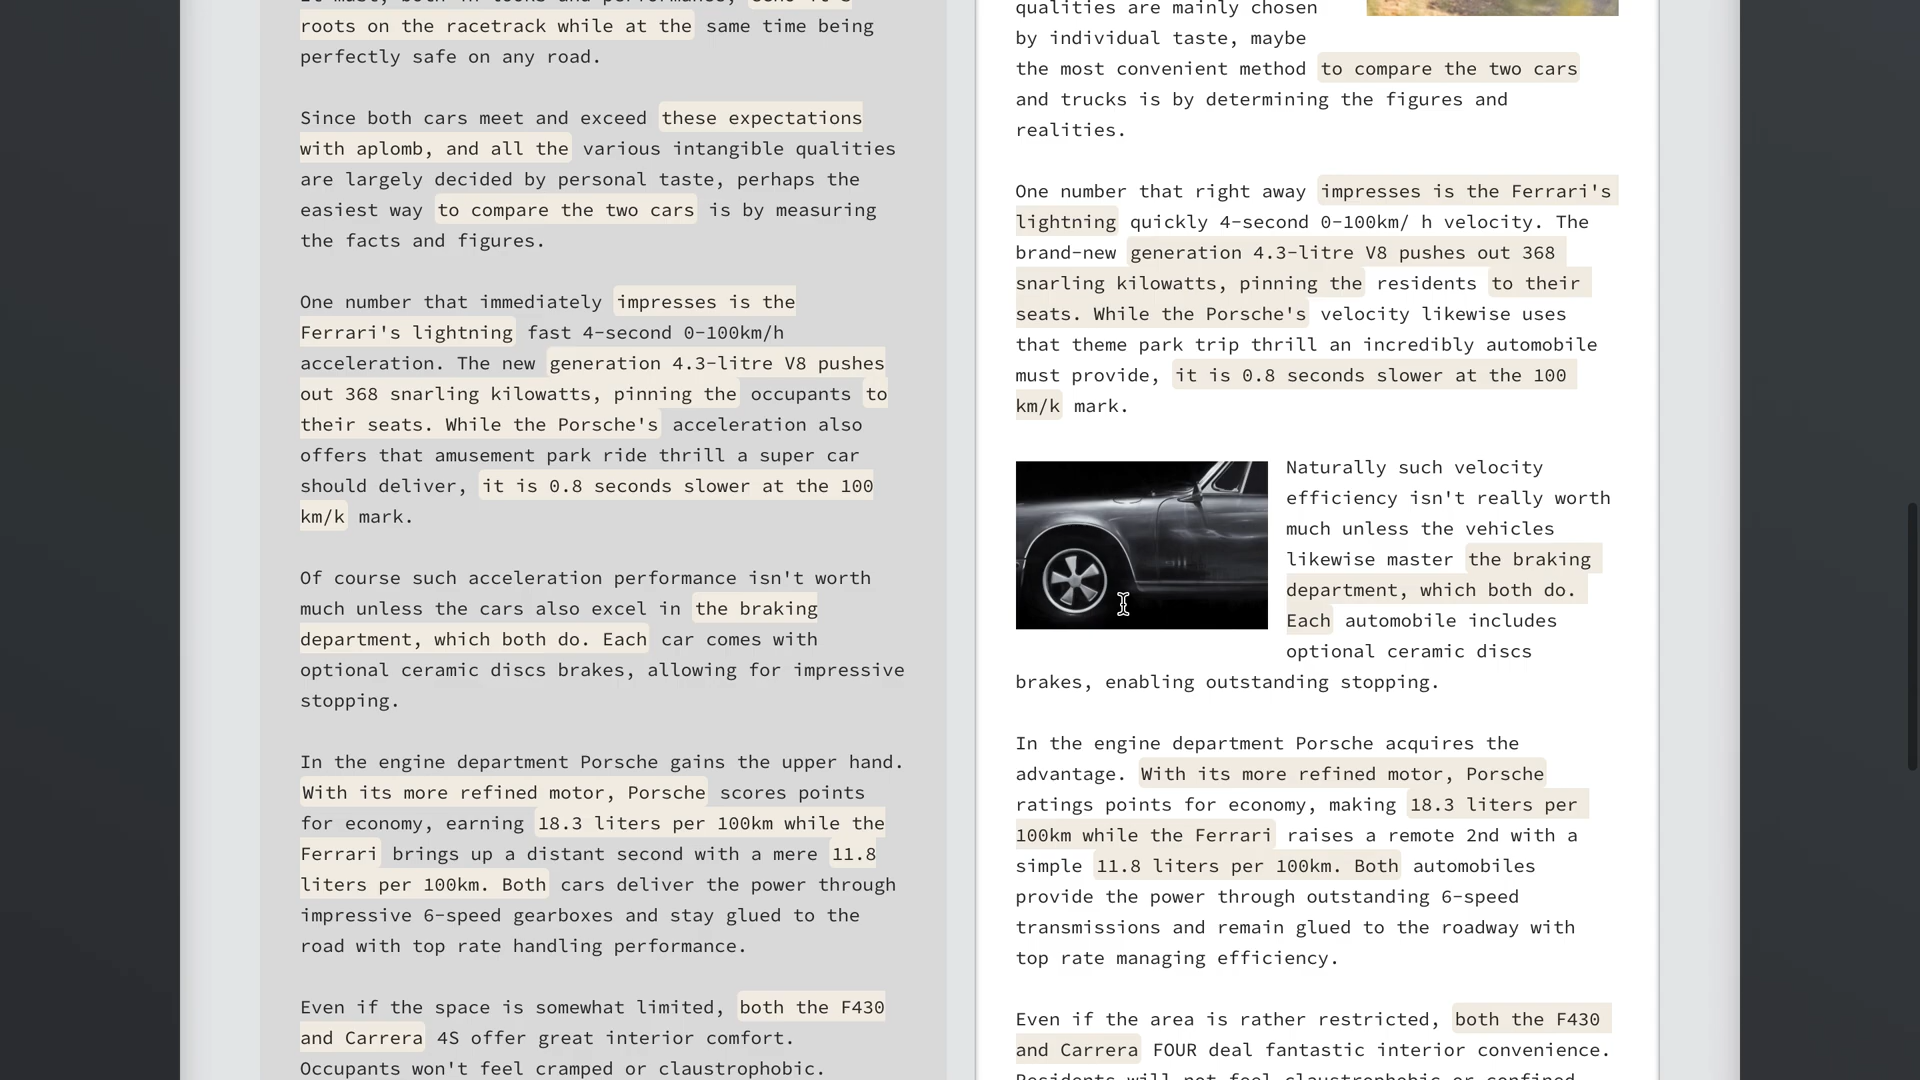 roots on the racetrack while at the same time being
perfectly safe on any road.
Since both cars meet and exceed these expectations
with aplomb, and all the various intangible qualities
are largely decided by personal taste, perhaps the
easiest way to compare the two cars is by measuring
the facts and figures.
One number that immediately impresses is the
Ferrari's lightning fast 4-second 0-100km/h
acceleration. The new generation 4.3-litre V8 pushes
out 368 snarling kilowatts, pinning the occupants to
their seats. While the Porsche's acceleration also
offers that amusement park ride thrill a super car
should deliver, it is 0.8 seconds slower at the 100
km/k mark.
Of course such acceleration performance isn't worth
much unless the cars also excel in the braking
department, which both do. Each car comes with
optional ceramic discs brakes, allowing for impressive
stopping.
In the engine department Porsche gains the upper hand.
With its more refined motor, Porsche scores points
for economy, earning 18.3 liters per 100km while the
Ferrari brings up a distant second with a mere 11.8
liters per 100km. Both cars deliver the power through
impressive 6-speed gearboxes and stay glued to the
road with top rate handling performance.
Even if the space is somewhat limited, both the F430
and Carrera 4S offer great interior comfort.
Occupants won't feel cramped or claustrophobic.
qualities are mainly chosen
by individual taste, maybe
the most convenient method to compare the two cars
and trucks is by determining the figures and
realities.
One number that right away impresses is the Ferrari's
lightning quickly 4-second 0-100km/ h velocity. The
brand-new generation 4.3-litre V8 pushes out 368
snarling kilowatts, pinning the residents to their
seats. While the Porsche's velocity likewise uses
that theme park trip thrill an incredibly automobile
must provide, it is 0.8 seconds slower at the 100
km/k mark.
Naturally such velocity
efficiency isn't really worth
much unless the vehicles
likewise master the braking
department, which both do.
Each automobile includes
optional ceramic discs
brakes, enabling outstanding stopping.
In the engine department Porsche acquires the
advantage. With its more refined motor, Porsche
ratings points for economy, making 18.3 liters per
100km while the Ferrari raises a remote 2nd with a
simple 11.8 liters per 100km. Both automobiles
provide the power through outstanding 6-speed
transmissions and remain glued to the roadway with
top rate managing efficiency.
Even if the area is rather restricted, both the F430
and Carrera FOUR deal fantastic interior convenience.